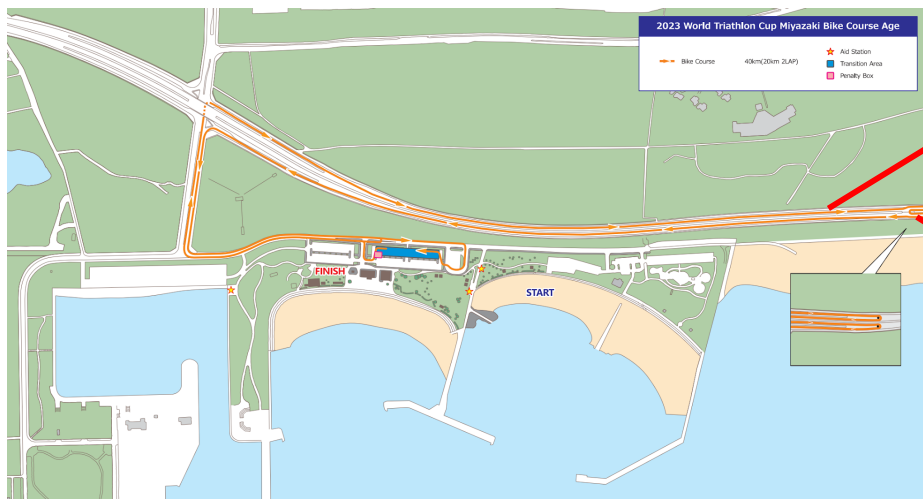 2023 World Triathlon Cup Miyazaki Bike Course Age
Bike Course 40km(20km 2LAP)
Aid Station
Transition Area
Penalty Box
FINISH
START